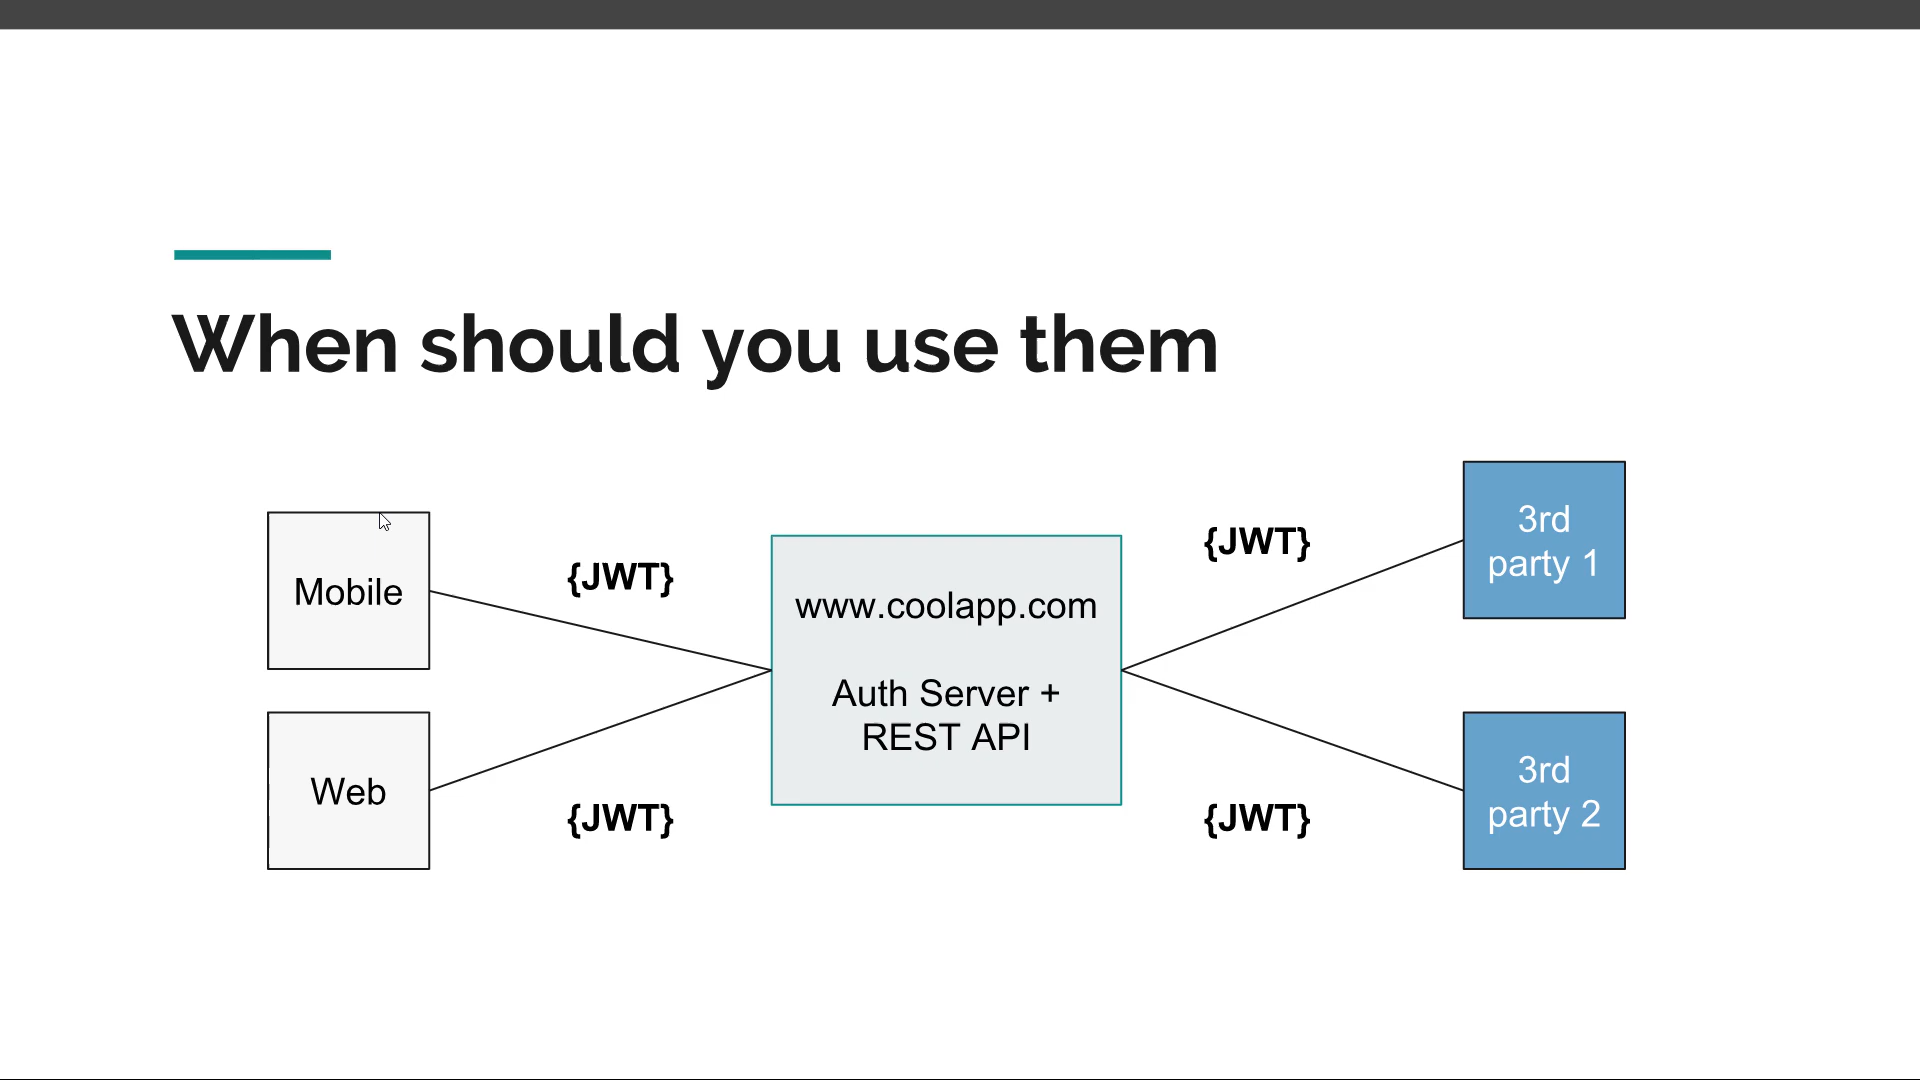 When should you use them
Mobile
{JWT}
Web
{JWT}
www.coolapp.com
Auth Server +
REST API
{JWT}
3rd
party 1
{JWT}
3rd
party 2